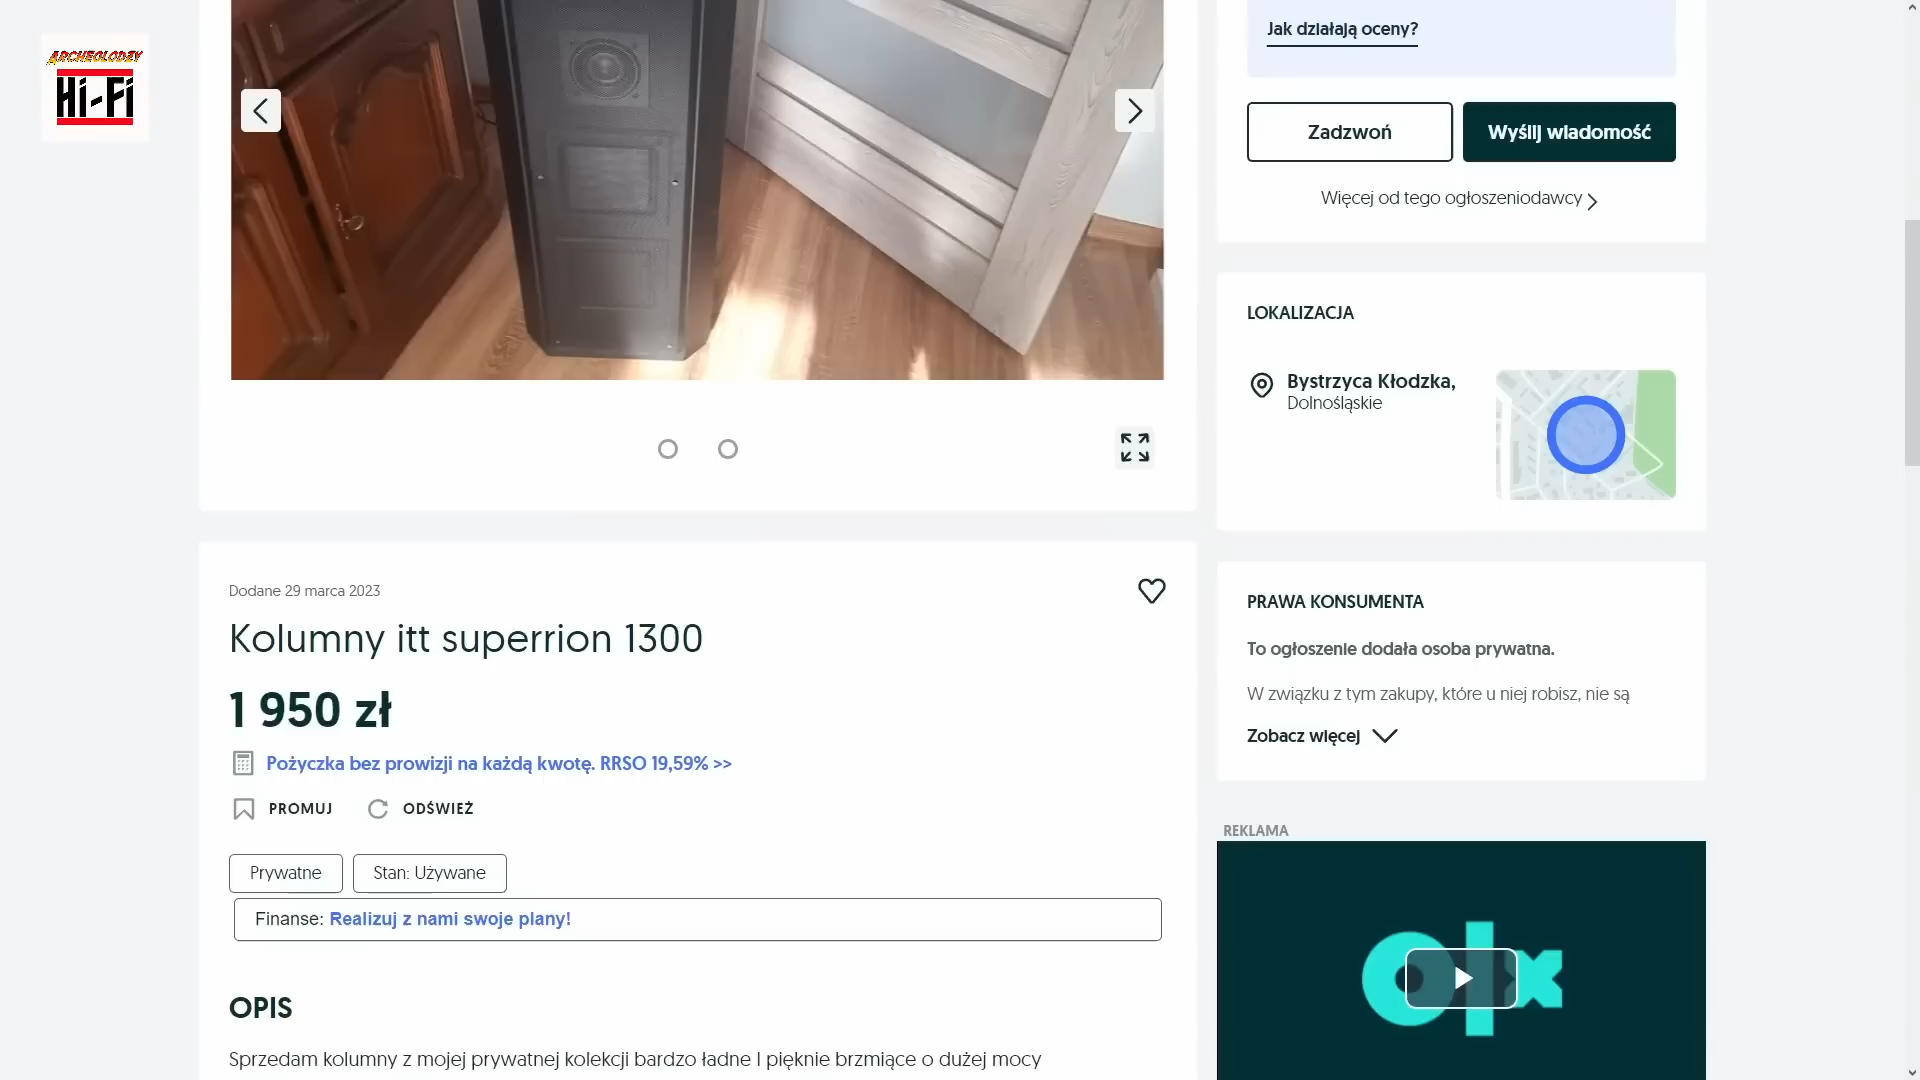 ARCHEOLODZY
Hi-Fi
Jak działają oceny?
Zadzwoń
Wyślij wiadomość
Więcej od tego ogłoszeniodawcy
LOKALIZACJA
Bystrzyca Kłodzka,
Dolnośląskie
Dodane 29 marca 2023
Kolumny itt superrion 1300
1 950 zł
Pożyczka bez prowizji na każdą kwotę. RRSO 19,59% >>
PROMUJ
ODŚWIEŻ
Prywatne
Stan: Używane
Finanse: Realizuj z nami swoje plany!
OPIS
Sprzedam kolumny z mojej prywatnej kolekcji bardzo ładne I pięknie brzmiące o dużej mocy
PRAWA KONSUMENTA
To ogłoszenie dodała osoba prywatna.
W związku z tym zakupy, które u niej robisz, nie są
Zobacz więcej
REKLAMA
olx